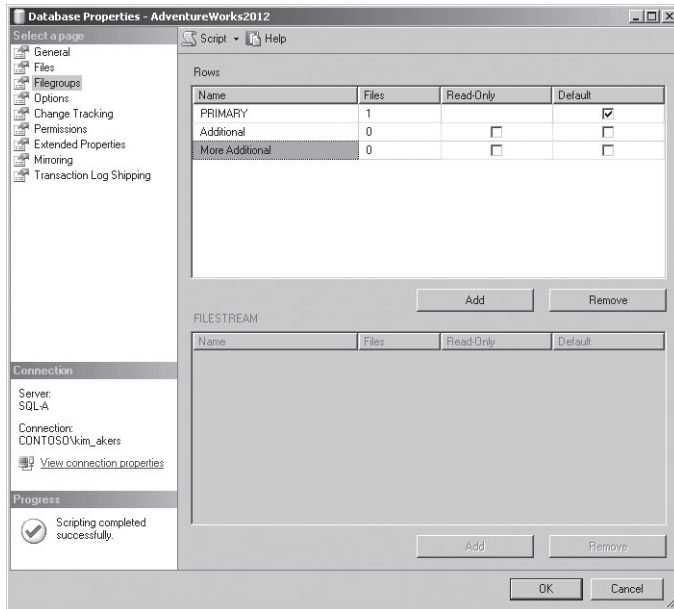 Database Properties - AdventureWorks2012
Select a page
General
Files
Filegroups
Options
Change Tracking
Permissions
Extended Properties
Mirroring
Transaction Log Shipping
Script Help
Rows
Name Files Read-Only Default
PRIMARY 1
Additional 0
More Additional 0
Add Remove
FILESTREAM
Name Files Read-Only Default
Connection
Server:
SQL-A
Connection:
CONTOSO\kim_akers
View connection properties
Progress
Scripting completed
successfully.
Add Remove
OK Cancel